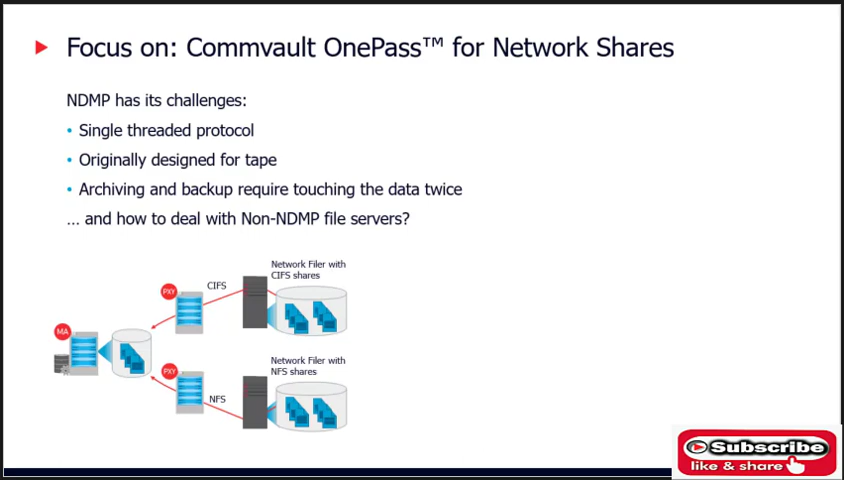 Focus on: Commvault OnePass™ for Network Shares
NDMP has its challenges:
• Single threaded protocol
• Originally designed for tape
• Archiving and backup require touching the data twice
… and how to deal with Non-NDMP file servers?
Network Filer with
CIFS shares
CIFS
PXY
MA
Network Filer with
NFS shares
PXY
NFS
Subscribe
like & share